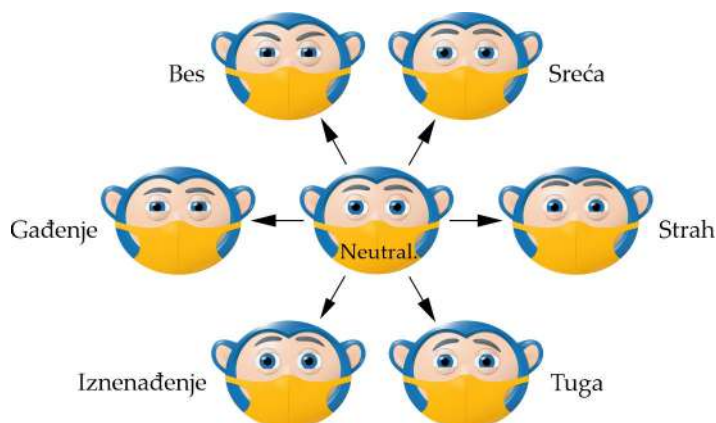 Bes
Sreća
Gađenje
Neutral.
Strah
Iznenađenje
Tuga